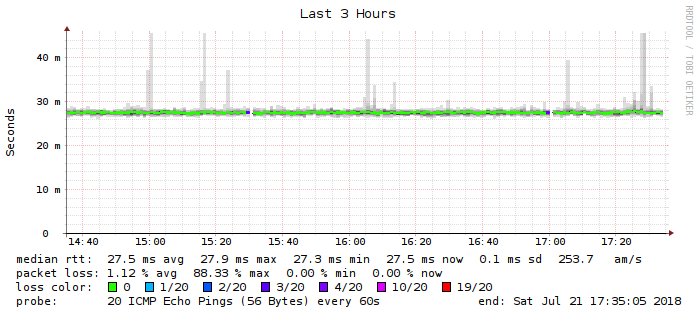 Last 3 Hours
RRDTOOL / TOBI OETIKER
Seconds
40 m
30 m
20 m
10 m
0
14:40 15:00 15:20 15:40 16:00 16:20 16:40 17:00 17:20
median rtt: 27.5 ms avg 27.9 ms max 27.3 ms min 27.5 ms now 0.1 ms sd 253.7 am/s
packet loss: 1.12 % avg 88.33 % max 0.00 % min 0.00 % now
loss color: 0 1/20 2/20 3/20 4/20 10/20 19/20
probe: 20 ICMP Echo Pings (56 Bytes) every 60s end: Sat Jul 21 17:35:05 2018